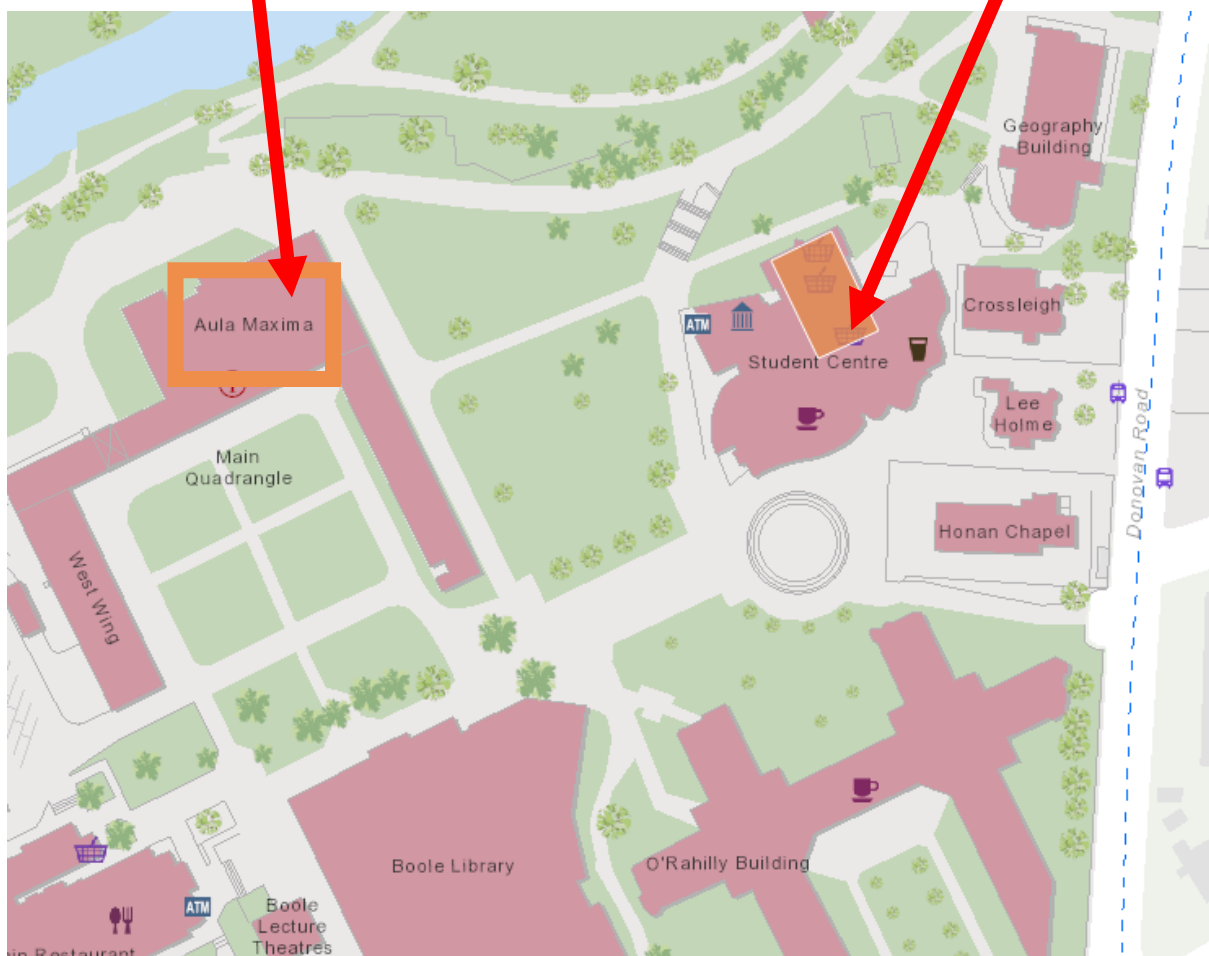 Geography
Building
Aula Maxima
ATM
Crossleigh
Student Centre
Lee
Holme
Donovan Road
Main
Quadrangle
Honan Chapel
West Wing
Boole Library
O'Rahilly Building
ATM
Boole
Lecture
Theatres
Restaurant